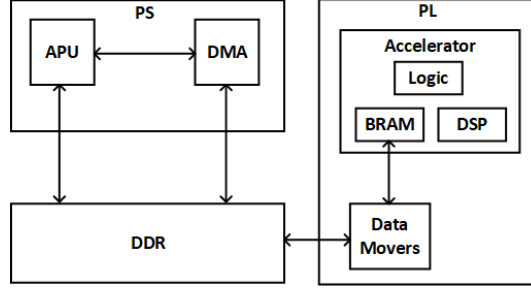 PS
APU
DMA
DDR
PL
Accelerator
Logic
BRAM
DSP
Data
Movers